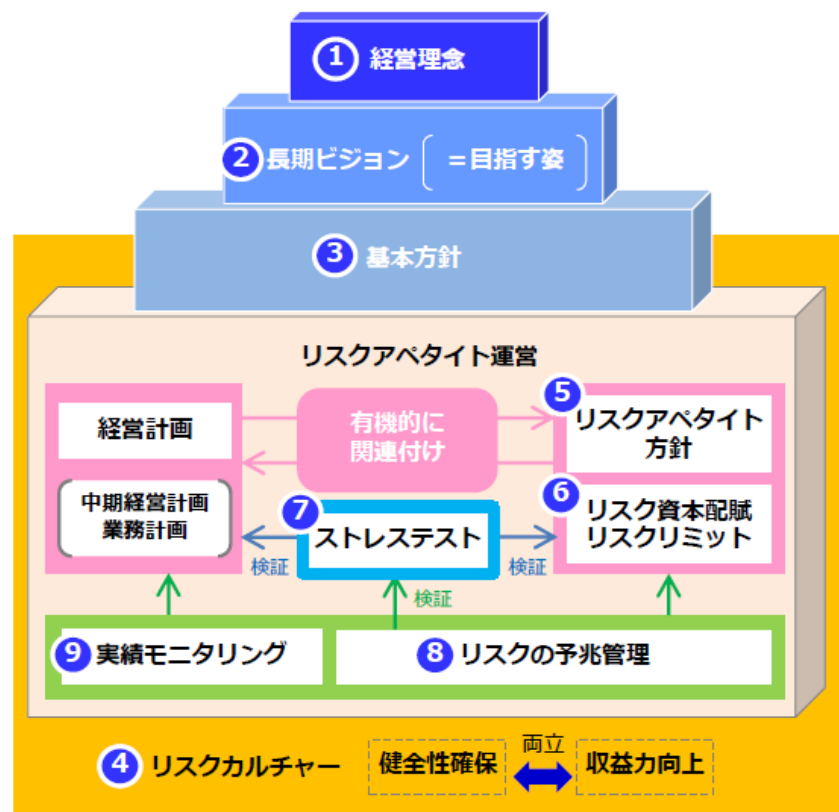 ① 経営理念
② 長期ビジョン ( =目指す姿 )
③ 基本方針
リスクアペタイト運営
経営計画
中期経営計画
業務計画
有機的に
関連付け
⑤ リスクアペタイト
方針
⑥ リスク資本配賦
リスクリミット
⑦ ストレステスト
検証
検証
検証
⑨ 実績モニタリング
⑧ リスクの予兆管理
④ リスクカルチャー
健全性確保
両立
収益力向上